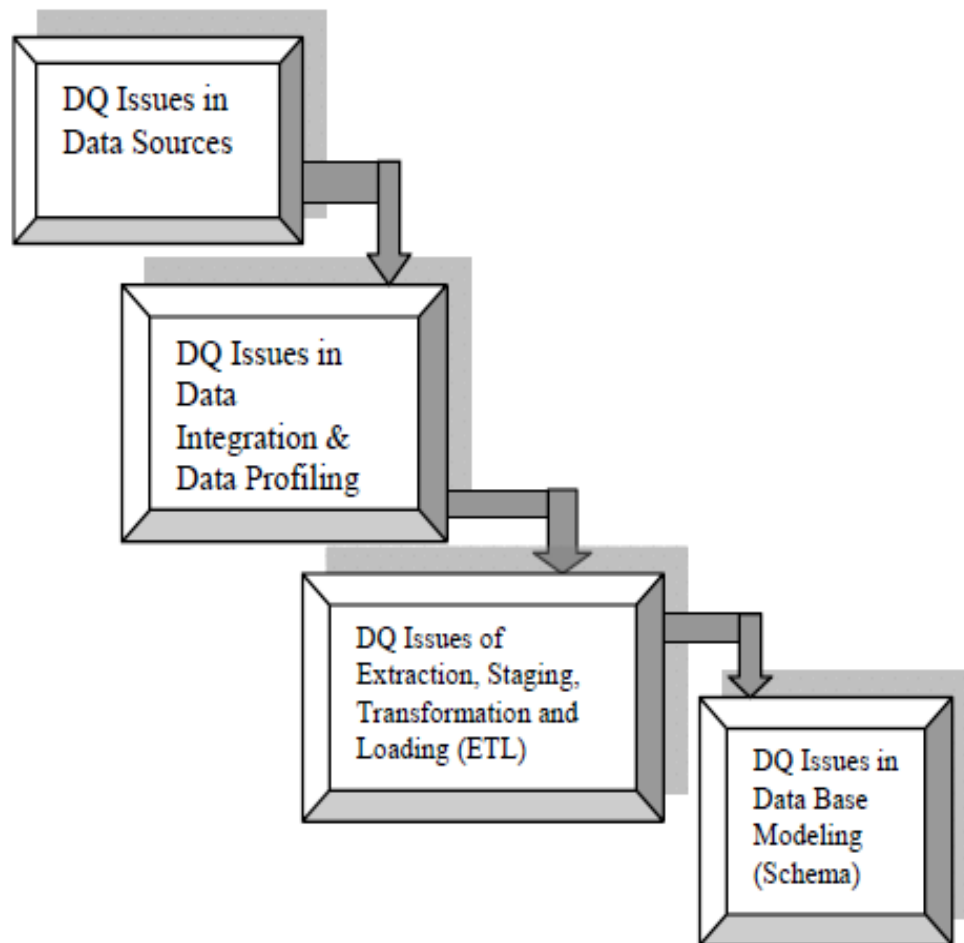 DQ Issues in
Data Sources
DQ Issues in
Data
Integration &
Data Profiling
DQ Issues of
Extraction, Staging,
Transformation and
Loading (ETL)
DQ Issues in
Data Base
Modeling
(Schema)